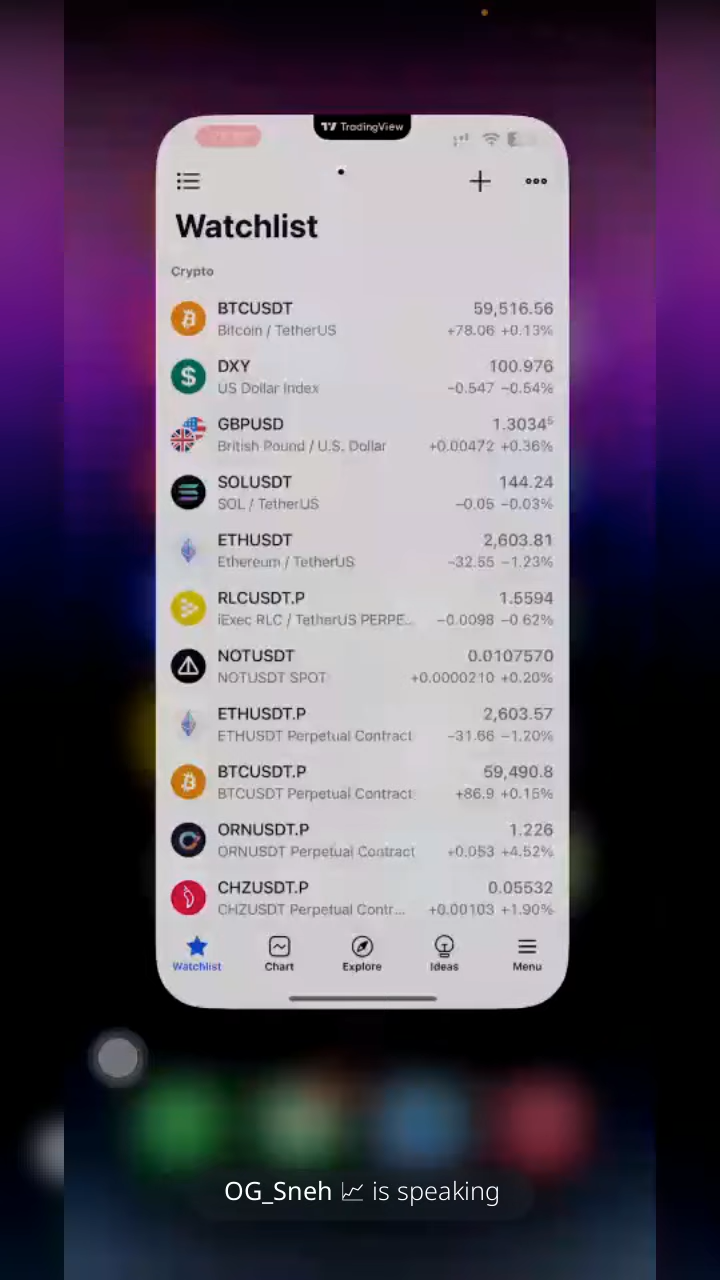 TradingView
Watchlist
Crypto
BTCUSDT 59,516.56
Bitcoin / TetherUS +78.06 +0.13%
DXY 100.976
US Dollar Index −0.547 −0.54%
GBPUSD 1.3034⁵
British Pound / U.S. Dollar +0.00472 +0.36%
SOLUSDT 144.24
SOL / TetherUS −0.05 −0.03%
ETHUSDT 2,603.81
Ethereum / TetherUS −32.55 −1.23%
RLCUSDT.P 1.5594
iExec RLC / TetherUS PERPE... −0.0098 −0.62%
NOTUSDT 0.0107570
NOTUSDT SPOT +0.0000210 +0.20%
ETHUSDT.P 2,603.57
ETHUSDT Perpetual Contract −31.66 −1.20%
BTCUSDT.P 59,490.8
BTCUSDT Perpetual Contract +86.9 +0.15%
ORNUSDT.P 1.226
ORNUSDT Perpetual Contract +0.053 +4.52%
CHZUSDT.P 0.05532
CHZUSDT Perpetual Contr... +0.00103 +1.90%
Watchlist Chart Explore Ideas Menu
OG_Sneh 📈 is speaking